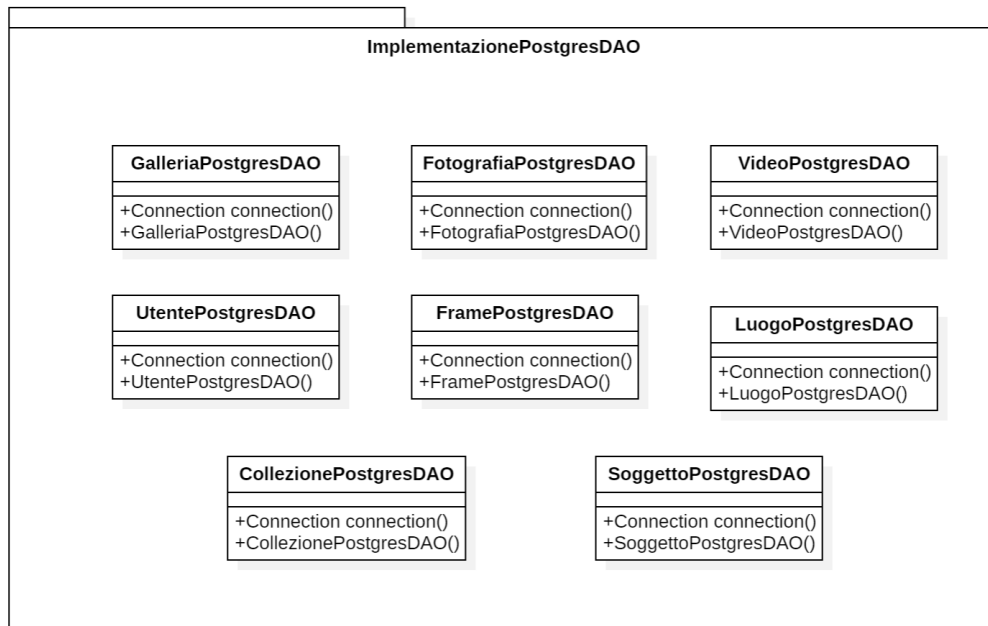 ImplementazionePostgresDAO
GalleriaPostgresDAO
+Connection connection()
+GalleriaPostgresDAO()
FotografiaPostgresDAO
+Connection connection()
+FotografiaPostgresDAO()
VideoPostgresDAO
+Connection connection()
+VideoPostgresDAO()
UtentePostgresDAO
+Connection connection()
+UtentePostgresDAO()
FramePostgresDAO
+Connection connection()
+FramePostgresDAO()
LuogoPostgresDAO
+Connection connection()
+LuogoPostgresDAO()
CollezionePostgresDAO
+Connection connection()
+CollezionePostgresDAO()
SoggettoPostgresDAO
+Connection connection()
+SoggettoPostgresDAO()